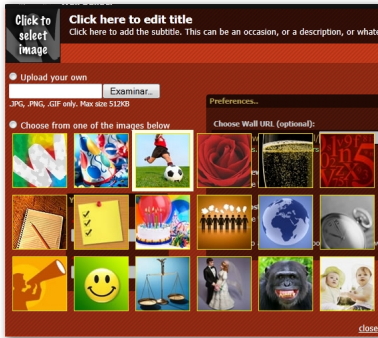 Click to
select
image
Click here to edit title
Click here to add the subtitle. This can be an occasion, or a description, or whate
Upload your own
Examinar..
.JPG, .PNG, .GIF only. Max size 512KB
Preferences..
Choose from one of the images below
Choose Wall URL (optional):
close